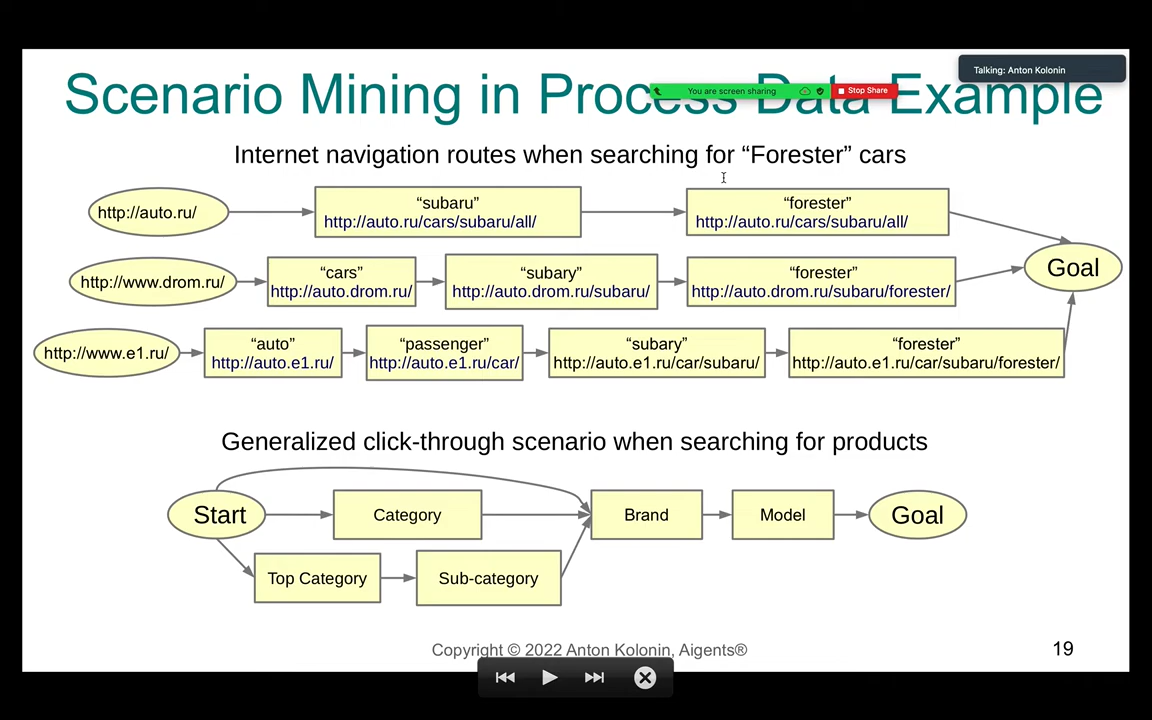 Scenario Mining in Process Data Example
Talking: Anton Kolonin
You are screen sharing
Stop Share
Internet navigation routes when searching for “Forester” cars
http://auto.ru/
“subaru”
http://auto.ru/cars/subaru/all/
“forester”
http://auto.ru/cars/subaru/all/
Goal
http://www.drom.ru/
“cars”
http://auto.drom.ru/
“subary”
http://auto.drom.ru/subaru/
“forester”
http://auto.drom.ru/subaru/forester/
http://www.e1.ru/
“auto”
http://auto.e1.ru/
“passenger”
http://auto.e1.ru/car/
“subary”
http://auto.e1.ru/car/subaru/
“forester”
http://auto.e1.ru/car/subaru/forester/
Generalized click-through scenario when searching for products
Start
Category
Brand
Model
Goal
Top Category
Sub-category
Copyright © 2022 Anton Kolonin, Aigents®
19